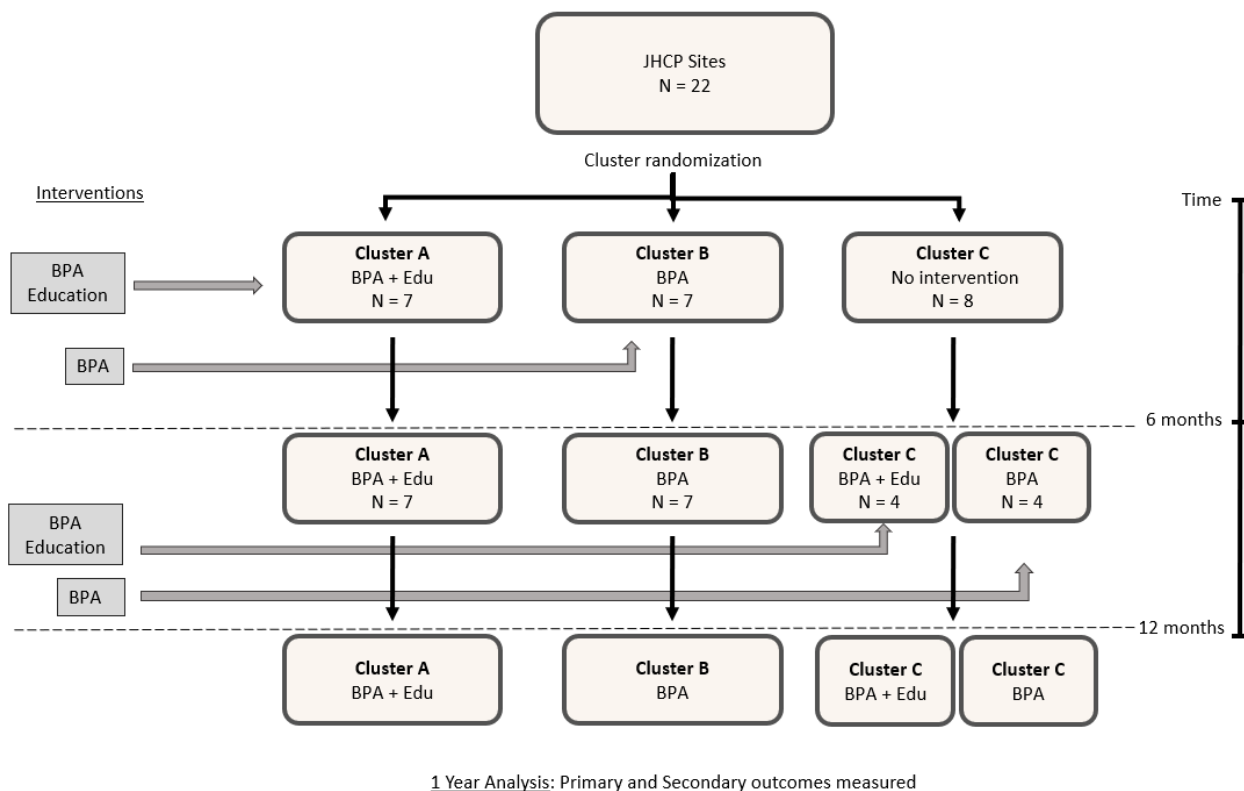 JHCP Sites
N = 22
Cluster randomization
Interventions
Time
BPA
Education
Cluster A
BPA + Edu
N = 7
Cluster B
BPA
N = 7
Cluster C
No intervention
N = 8
BPA
6 months
Cluster A
BPA + Edu
N = 7
Cluster B
BPA
N = 7
Cluster C
BPA + Edu
N = 4
Cluster C
BPA
N = 4
BPA
Education
BPA
12 months
Cluster A
BPA + Edu
Cluster B
BPA
Cluster C
BPA + Edu
Cluster C
BPA
1 Year Analysis: Primary and Secondary outcomes measured